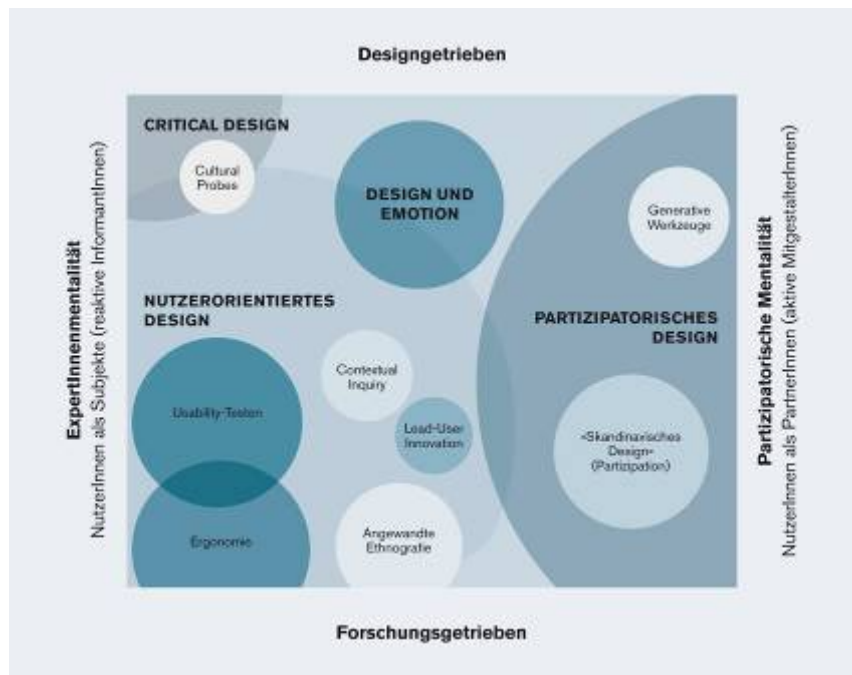 Designgetrieben
CRITICAL DESIGN
Cultural
Probes
DESIGN UND
EMOTION
Generative
Werkzeuge
NUTZERORIENTIERTES
DESIGN
PARTIZIPATORISCHES
DESIGN
Contextual
Inquiry
Usability-Testen
Lead-User
Innovation
«Skandinavisches
Design»
(Partizipation)
Ergonomie
Angewandte
Ethnografie
ExpertInnenmentalität
NutzerInnen als Subjekte (reaktive InformantInnen)
Partizipatorische Mentalität
NutzerInnen als PartnerInnen (aktive MitgestalterInnen)
Forschungsgetrieben